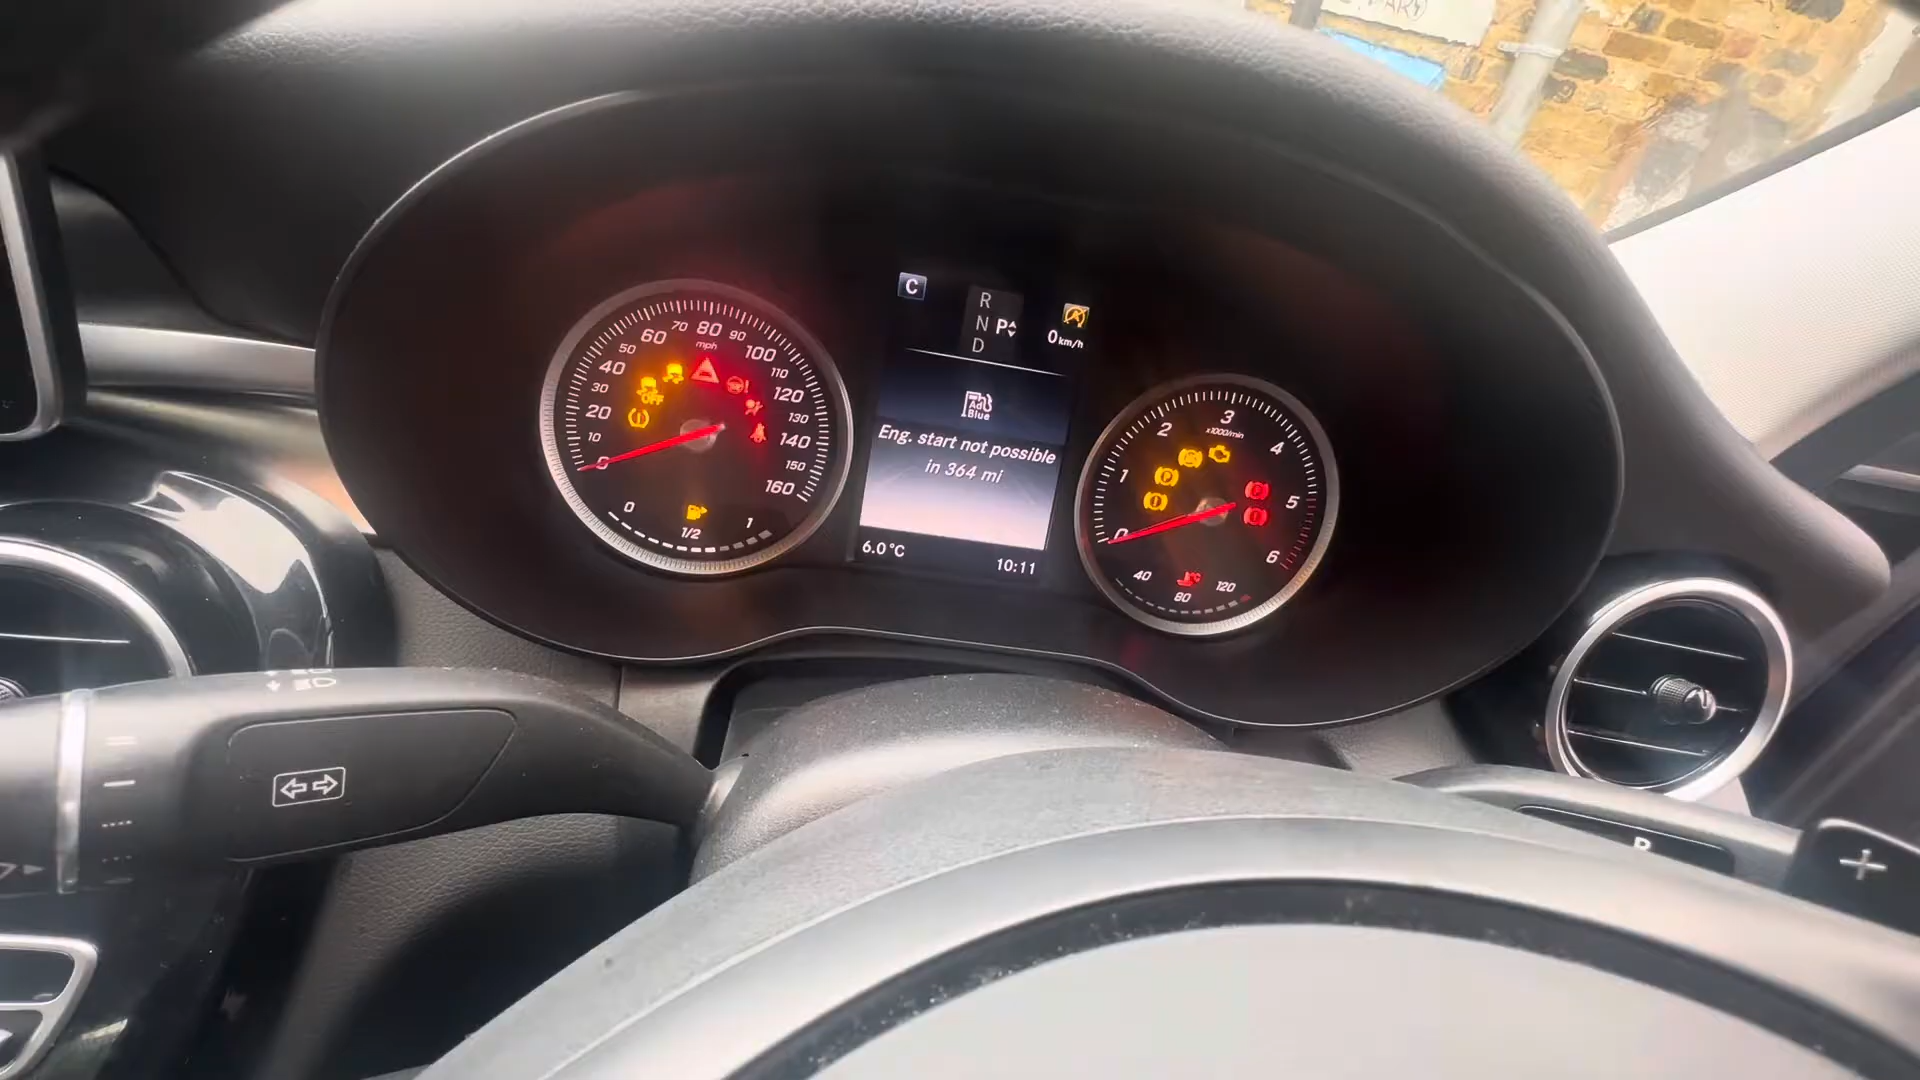 C
R
N P
D
0 km/h
Ad
Blue
Eng. start not possible
in 364 mi
6.0°C
10:11
0
10
20
30
40
50
60
70
80
90
100
110
120
130
140
150
160
mph
OFF
0
1/2
1
0
1
2
3
4
5
6
x1000/min
40
80
120
°C
R
+